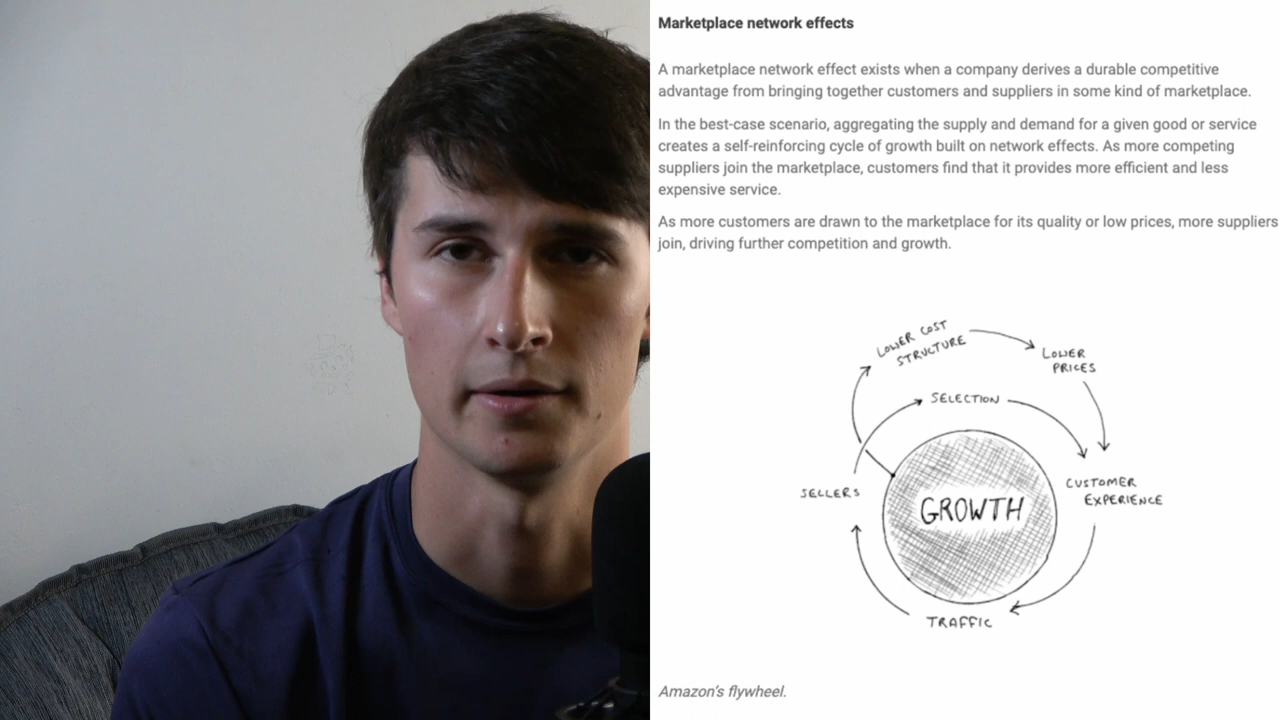 Marketplace network effects
A marketplace network effect exists when a company derives a durable competitive
advantage from bringing together customers and suppliers in some kind of marketplace.
In the best-case scenario, aggregating the supply and demand for a given good or service
creates a self-reinforcing cycle of growth built on network effects. As more competing
suppliers join the marketplace, customers find that it provides more efficient and less
expensive service.
As more customers are drawn to the marketplace for its quality or low prices, more suppliers
join, driving further competition and growth.
LOWER COST
STRUCTURE
LOWER
PRICES
SELECTION
SELLERS
CUSTOMER
EXPERIENCE
GROWTH
TRAFFIC
Amazon's flywheel.